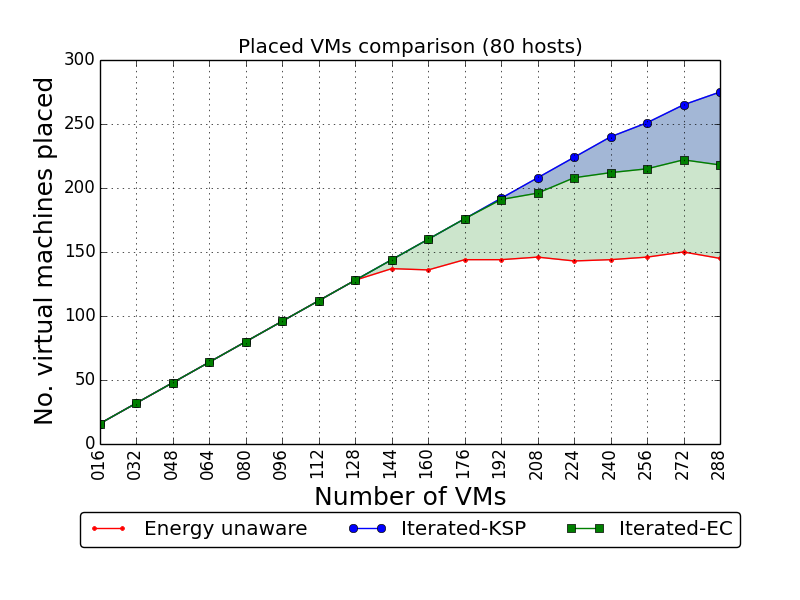 Placed VMs comparison (80 hosts)
300
250
200
150
100
50
0
No. virtual machines placed
016 032 048 064 080 096 112 128 144 160 176 192 208 224 240 256 272 288
Number of VMs
Energy unaware Iterated-KSP Iterated-EC